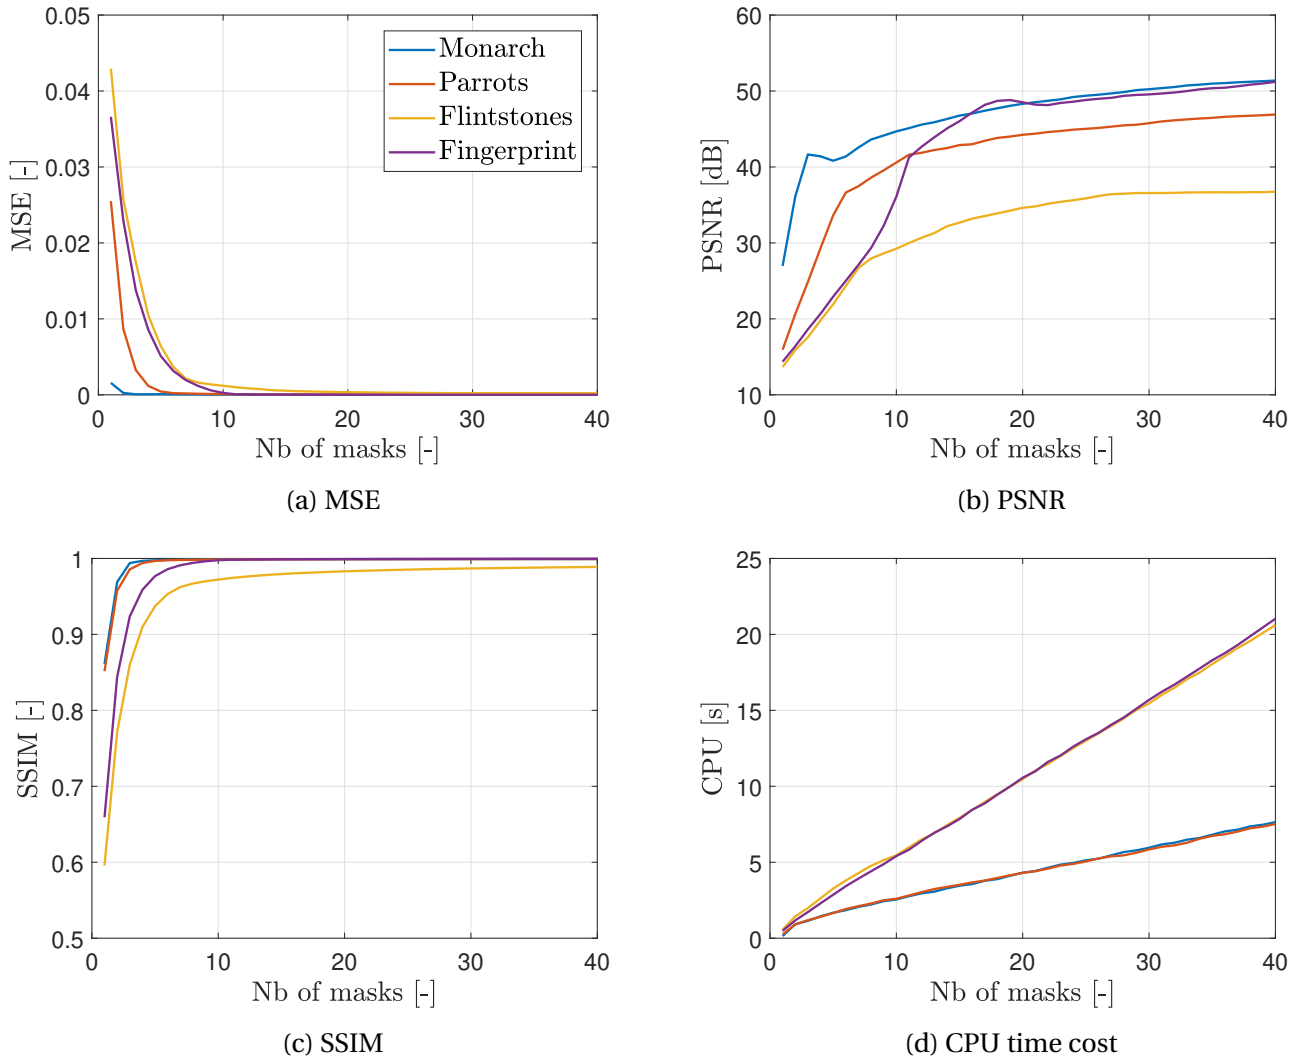 0.05
0.04
0.03
0.02
0.01
0
MSE [-]
0 10 20 30 40
Nb of masks [-]
Monarch
Parrots
Flintstones
Fingerprint
(a) MSE
60
50
40
30
20
10
PSNR [dB]
0 10 20 30 40
Nb of masks [-]
(b) PSNR
1
0.9
0.8
0.7
0.6
0.5
SSIM [-]
0 10 20 30 40
Nb of masks [-]
(c) SSIM
25
20
15
10
5
0
CPU [s]
0 10 20 30 40
Nb of masks [-]
(d) CPU time cost